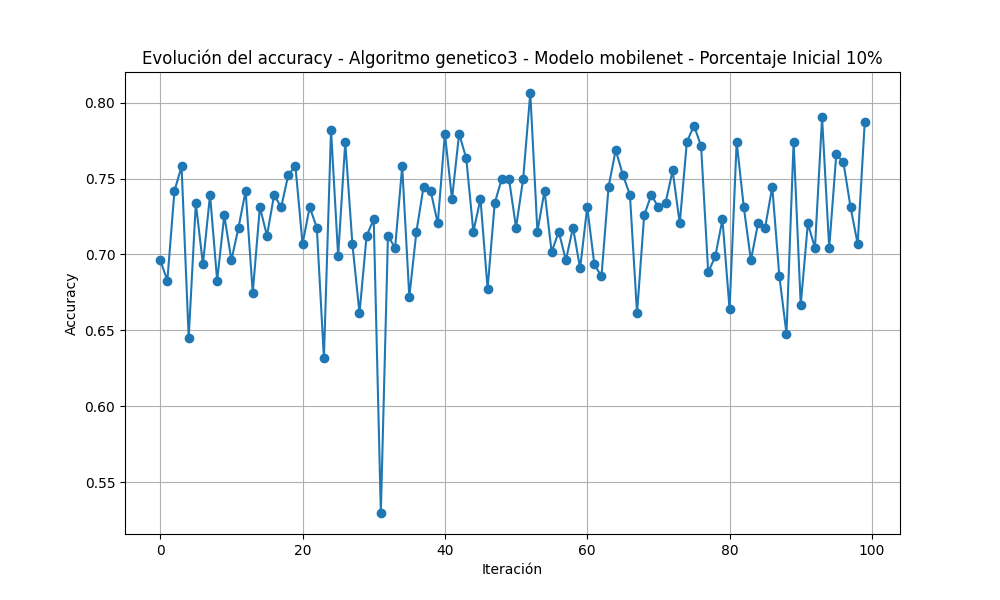 Evolución del accuracy - Algoritmo genetico3 - Modelo mobilenet - Porcentaje Inicial 10%
0.80
0.75
0.70
0.65
0.60
0.55
Accuracy
0 20 40 60 80 100
Iteración